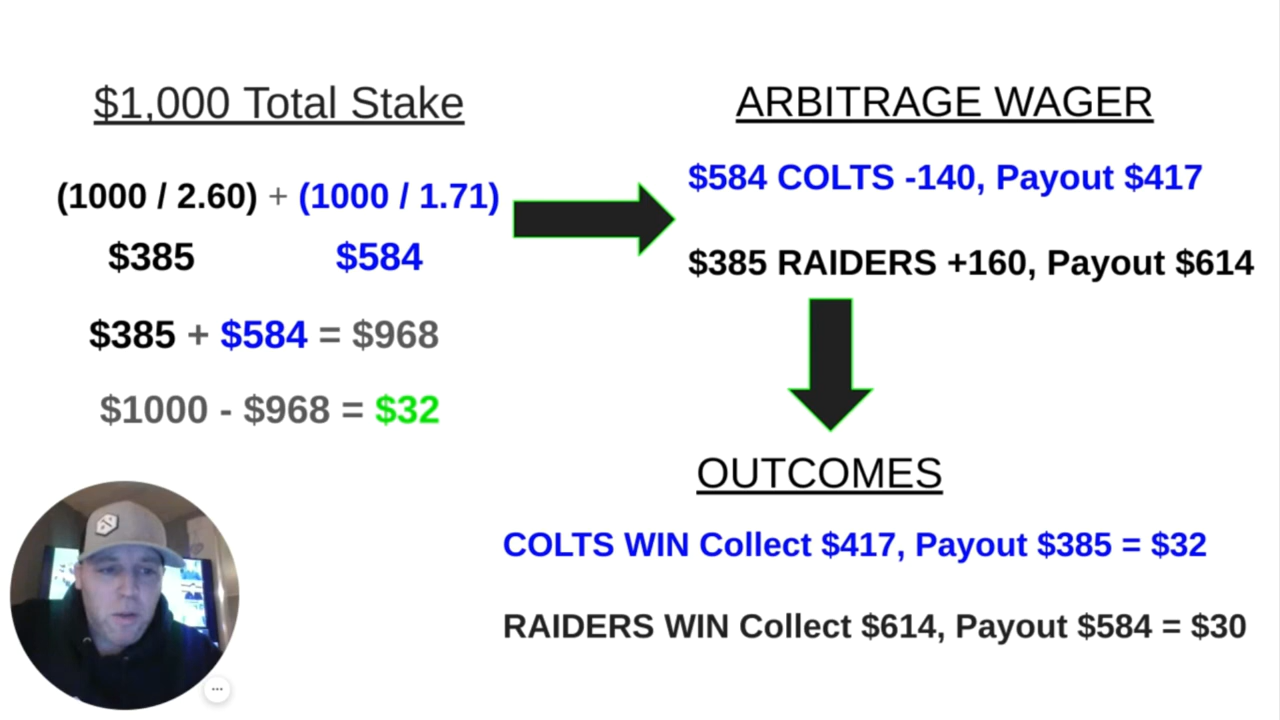 $1,000 Total Stake
(1000 / 2.60) + (1000 / 1.71)
$385 $584
$385 + $584 = $968
$1000 - $968 = $32
ARBITRAGE WAGER
$584 COLTS -140, Payout $417
$385 RAIDERS +160, Payout $614
OUTCOMES
COLTS WIN Collect $417, Payout $385 = $32
RAIDERS WIN Collect $614, Payout $584 = $30